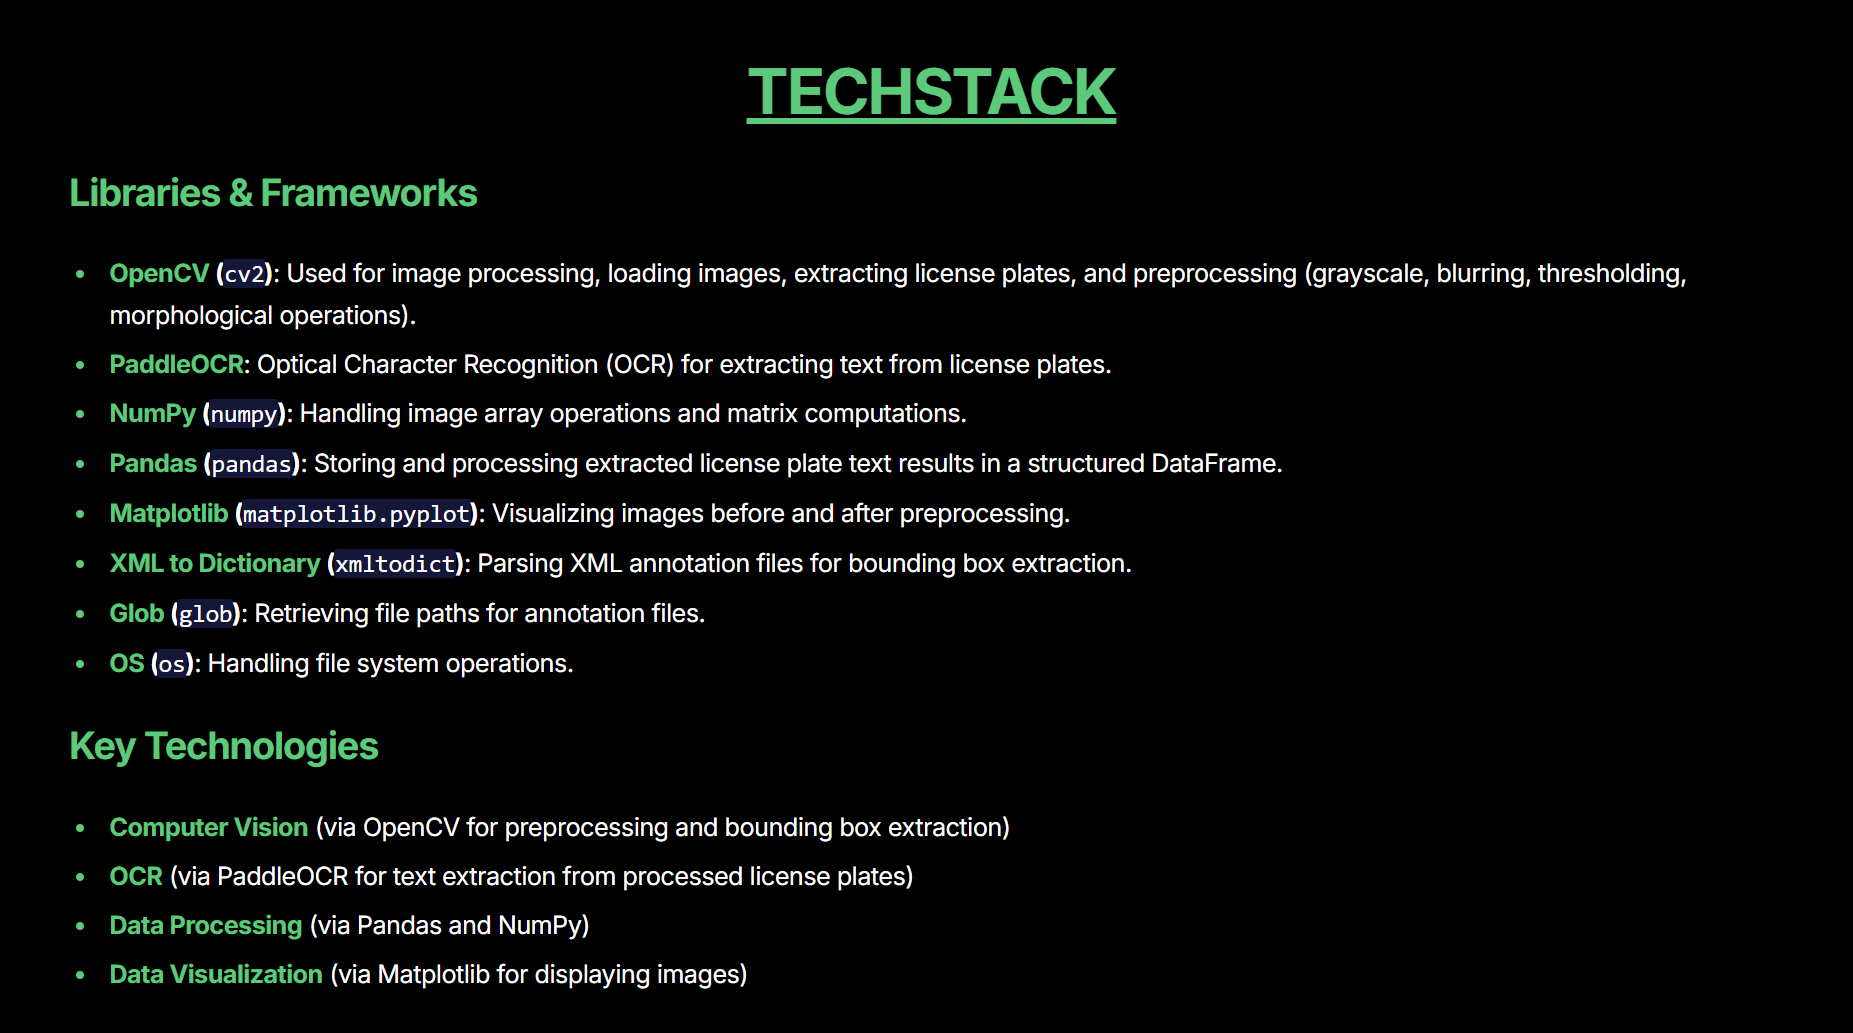 TECHSTACK
Libraries & Frameworks
• OpenCV (cv2): Used for image processing, loading images, extracting license plates, and preprocessing (grayscale, blurring, thresholding,
morphological operations).
• PaddleOCR: Optical Character Recognition (OCR) for extracting text from license plates.
• NumPy (numpy): Handling image array operations and matrix computations.
• Pandas (pandas): Storing and processing extracted license plate text results in a structured DataFrame.
• Matplotlib (matplotlib.pyplot): Visualizing images before and after preprocessing.
• XML to Dictionary (xmltodict): Parsing XML annotation files for bounding box extraction.
• Glob (glob): Retrieving file paths for annotation files.
• OS (os): Handling file system operations.
Key Technologies
• Computer Vision (via OpenCV for preprocessing and bounding box extraction)
• OCR (via PaddleOCR for text extraction from processed license plates)
• Data Processing (via Pandas and NumPy)
• Data Visualization (via Matplotlib for displaying images)